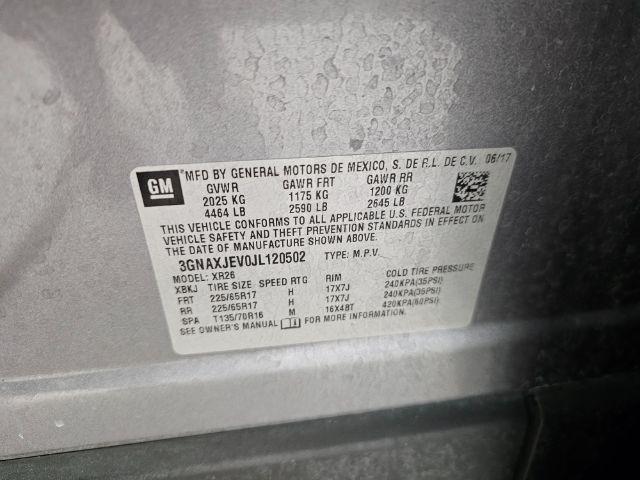 GM
MFD BY GENERAL MOTORS DE MEXICO, S. DE R.L. DE C.V. 06/17
GVWR GAWR FRT GAWR RR
2025 KG 1175 KG 1200 KG
4464 LB 2590 LB 2645 LB
THIS VEHICLE CONFORMS TO ALL APPLICABLE U.S. FEDERAL MOTOR
VEHICLE SAFETY AND THEFT PREVENTION STANDARDS IN EFFECT ON
THE DATE OF MANUFACTURE SHOWN ABOVE.
3GNAXJEV0JL120502 TYPE: M.P.V.
MODEL: XR26
XBKJ TIRE SIZE SPEED RTG RIM COLD TIRE PRESSURE
FRT 225/65R17 H 17X7J 240KPA(35PSI)
RR 225/65R17 H 17X7J 240KPA(35PSI)
SPA T135/70R16 M 16X4BT 420KPA(60PSI)
SEE OWNER'S MANUAL i FOR MORE INFORMATION.